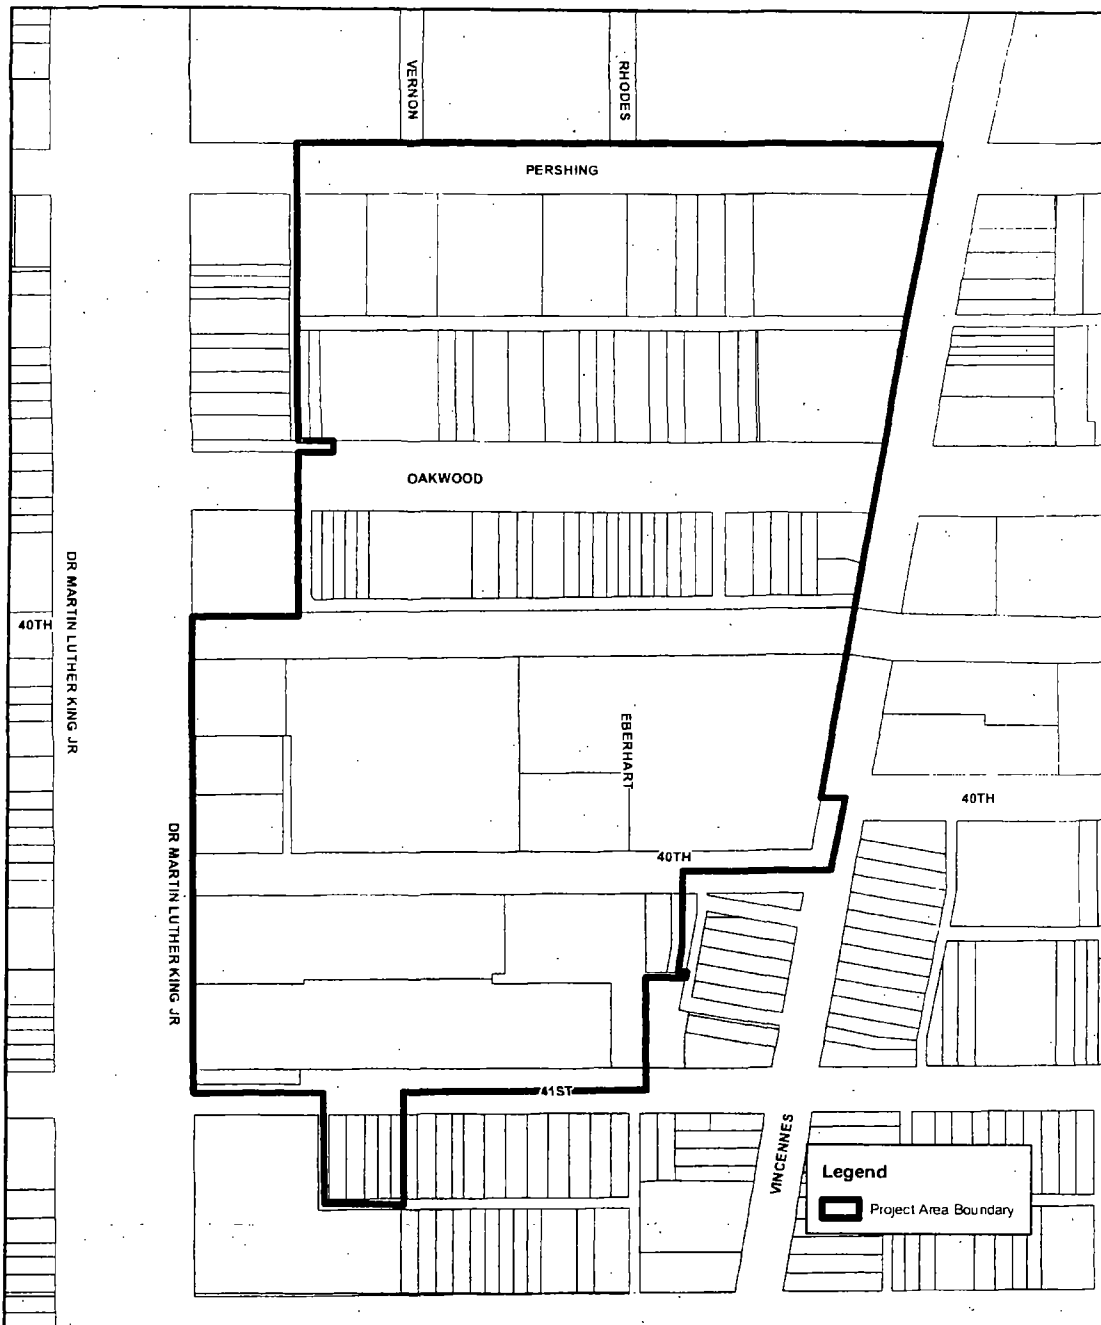 VERNON
RHODES
PERSHING
OAKWOOD
DR MARTIN LUTHER KING JR
40TH
EBERHART
40TH
DR MARTIN LUTHER KING JR
40TH
41ST
VINCENNES
Legend
Project Area Boundary